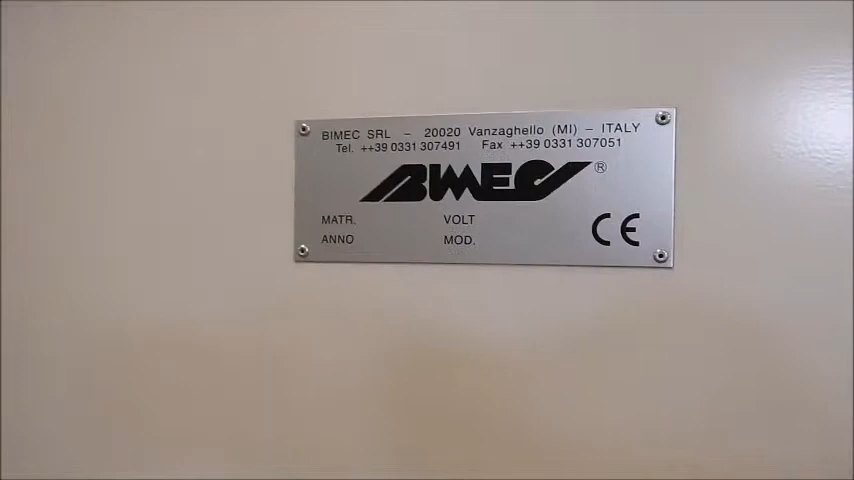 BIMEC SRL – 20020 Vanzaghello (MI) – ITALY
Tel. ++39 0331 307491 Fax ++39 0331 307051
BIMEC ®
MATR. VOLT
ANNO MOD.
CE